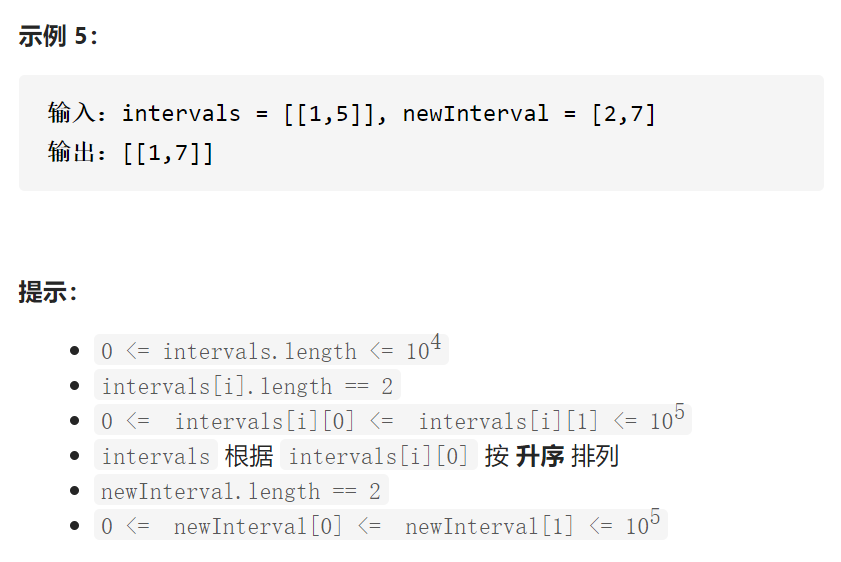 示例 5：
输入：intervals = [[1,5]], newInterval = [2,7]
输出：[[1,7]]
提示：
0 <= intervals.length <= 10^4
intervals[i].length == 2
0 <= intervals[i][0] <= intervals[i][1] <= 10^5
intervals 根据 intervals[i][0] 按 升序 排列
newInterval.length == 2
0 <= newInterval[0] <= newInterval[1] <= 10^5